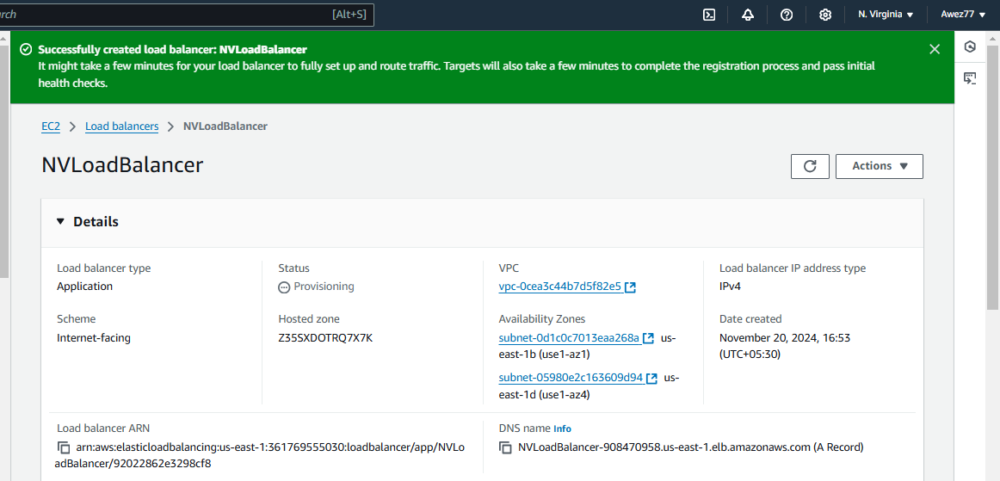 [Alt+S]
N. Virginia
Awez77
Successfully created load balancer: NVLoadBalancer
It might take a few minutes for your load balancer to fully set up and route traffic. Targets will also take a few minutes to complete the registration process and pass initial
health checks.
EC2 > Load balancers > NVLoadBalancer
NVLoadBalancer
Actions
Details
Load balancer type
Application
Status
Provisioning
VPC
vpc-0cea3c44b7d5f82e5
Load balancer IP address type
IPv4
Scheme
Internet-facing
Hosted zone
Z35SXDOTRQ7X7K
Availability Zones
subnet-0d1c0c7013eaa268a us-
east-1b (use1-az1)
subnet-05980e2c163609d94 us-
east-1d (use1-az4)
Date created
November 20, 2024, 16:53
(UTC+05:30)
Load balancer ARN
arn:aws:elasticloadbalancing:us-east-1:361769555030:loadbalancer/app/NVLo
adBalancer/92022862e3298cf8
DNS name Info
NVLoadBalancer-908470958.us-east-1.elb.amazonaws.com (A Record)